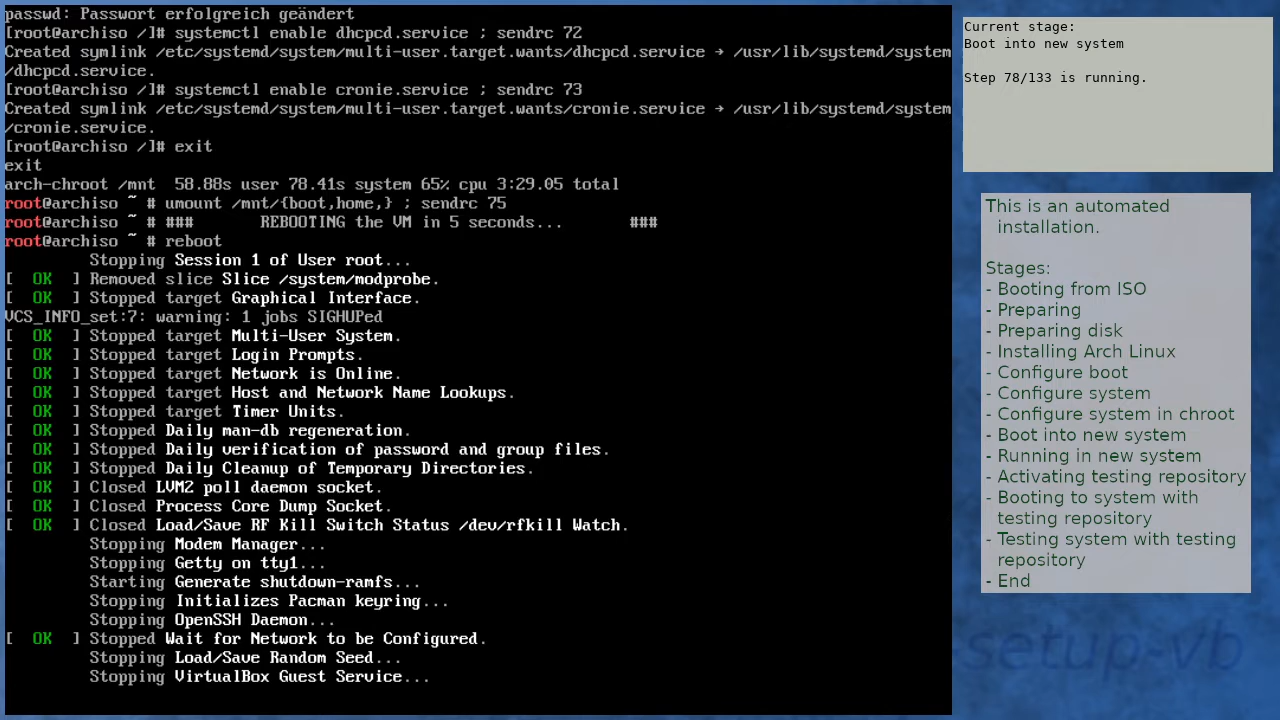 passwd: Passwort erfolgreich geändert
[root@archiso /]# systemctl enable dhcpcd.service ; sendrc 72
Created symlink /etc/systemd/system/multi-user.target.wants/dhcpcd.service → /usr/lib/systemd/system
/dhcpcd.service.
[root@archiso /]# systemctl enable cronie.service ; sendrc 73
Created symlink /etc/systemd/system/multi-user.target.wants/cronie.service → /usr/lib/systemd/system
/cronie.service.
[root@archiso /]# exit
exit
arch-chroot /mnt  58.88s user 78.41s system 65% cpu 3:29.05 total
root@archiso ~ # umount /mnt/{boot,home,} ; sendrc 75
root@archiso ~ # ###       REBOOTING the VM in 5 seconds...       ###
root@archiso ~ # reboot
         Stopping Session 1 of User root...
[  OK  ] Removed slice Slice /system/modprobe.
[  OK  ] Stopped target Graphical Interface.
VCS_INFO_set:7: warning: 1 jobs SIGHUPed
[  OK  ] Stopped target Multi-User System.
[  OK  ] Stopped target Login Prompts.
[  OK  ] Stopped target Network is Online.
[  OK  ] Stopped target Host and Network Name Lookups.
[  OK  ] Stopped target Timer Units.
[  OK  ] Stopped Daily man-db regeneration.
[  OK  ] Stopped Daily verification of password and group files.
[  OK  ] Stopped Daily Cleanup of Temporary Directories.
[  OK  ] Closed LVM2 poll daemon socket.
[  OK  ] Closed Process Core Dump Socket.
[  OK  ] Closed Load/Save RF Kill Switch Status /dev/rfkill Watch.
         Stopping Modem Manager...
         Stopping Getty on tty1...
         Starting Generate shutdown-ramfs...
         Stopping Initializes Pacman keyring...
         Stopping OpenSSH Daemon...
[  OK  ] Stopped Wait for Network to be Configured.
         Stopping Load/Save Random Seed...
         Stopping VirtualBox Guest Service...
Current stage:
Boot into new system
Step 78/133 is running.
This is an automated
installation.
Stages:
- Booting from ISO
- Preparing
- Preparing disk
- Installing Arch Linux
- Configure boot
- Configure system
- Configure system in chroot
- Boot into new system
- Running in new system
- Activating testing repository
- Booting to system with
testing repository
- Testing system with testing
repository
- End
setup-vb